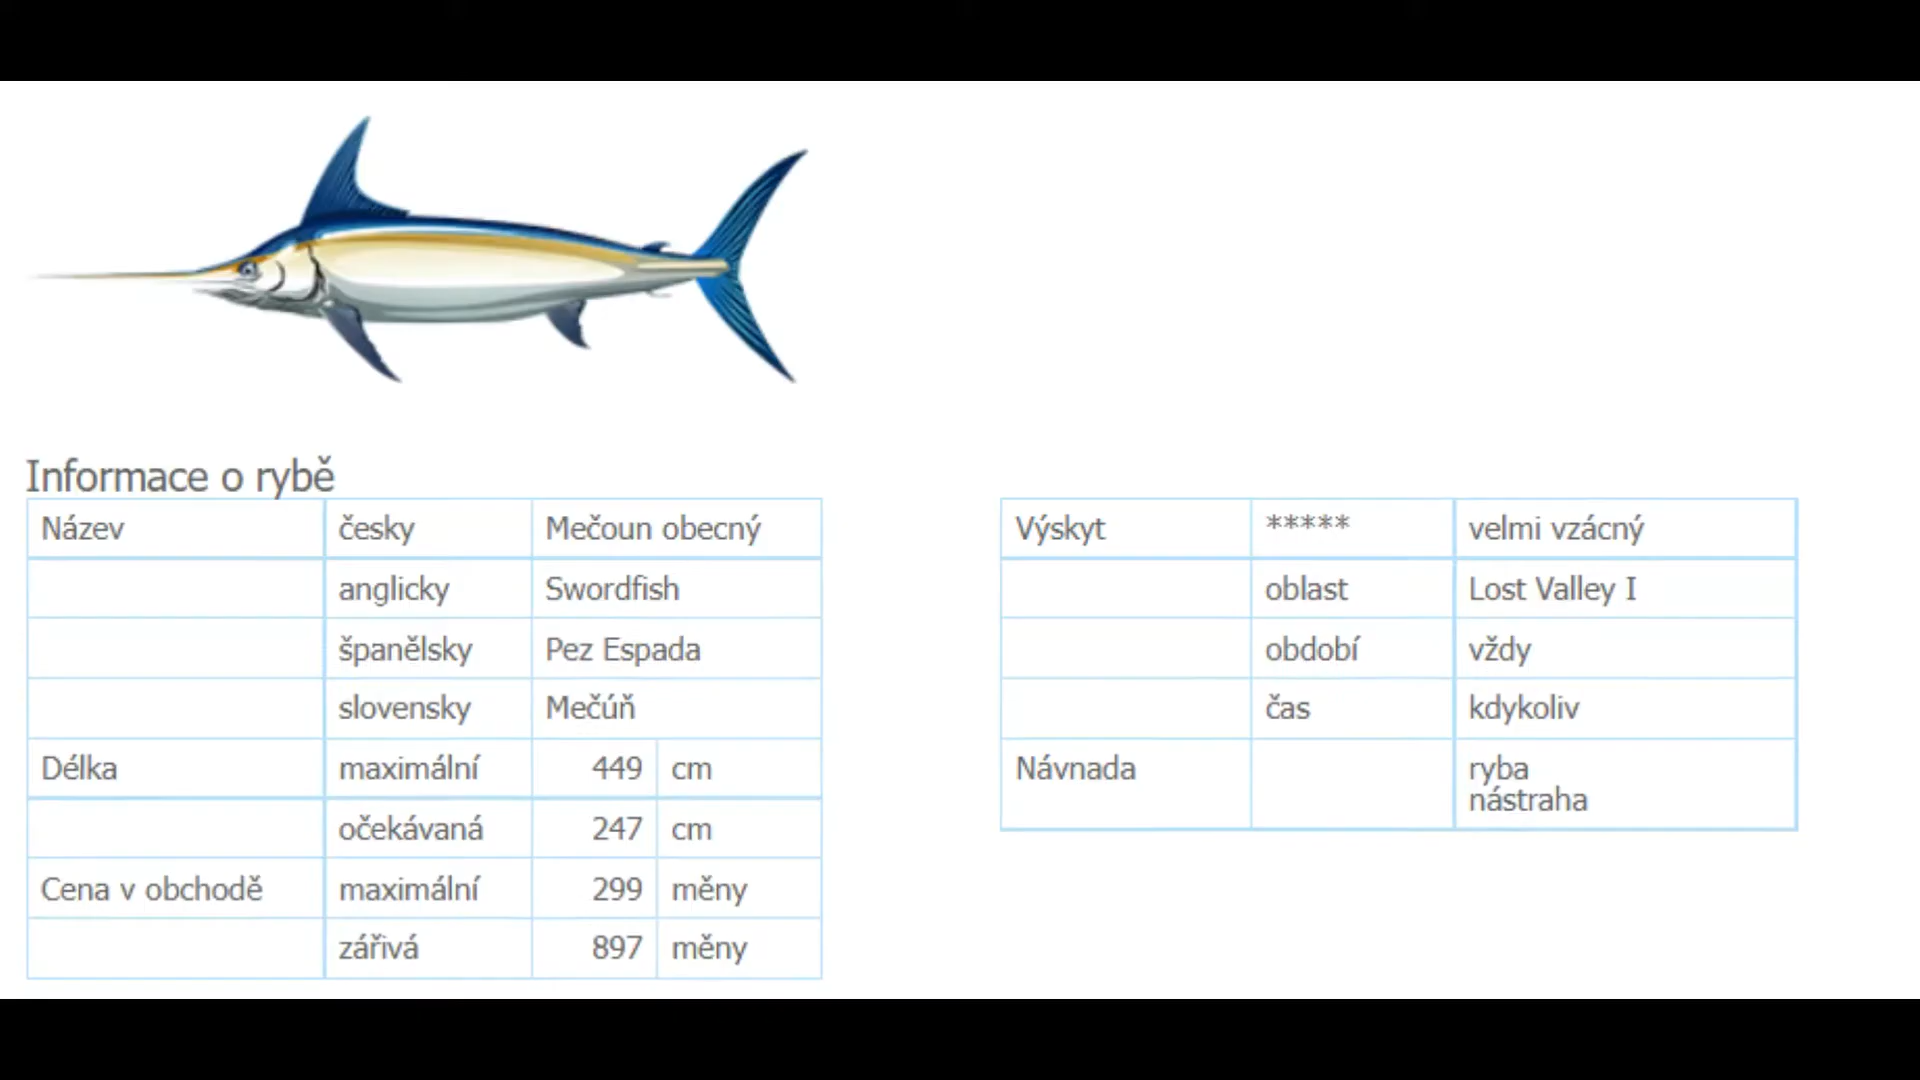 Informace o rybě
Název česky Mečoun obecný
anglicky Swordfish
španělsky Pez Espada
slovensky Mečúň
Délka maximální 449 cm
očekávaná 247 cm
Cena v obchodě maximální 299 měny
zářivá 897 měny
Výskyt ***** velmi vzácný
oblast Lost Valley I
období vždy
čas kdykoliv
Návnada ryba
nástraha